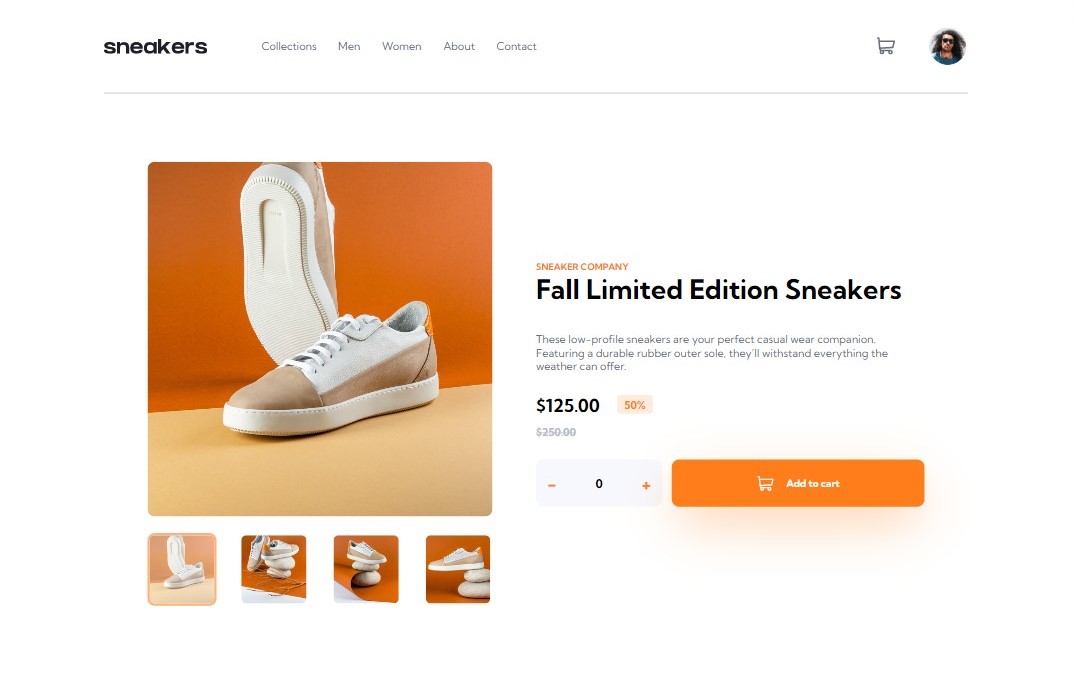 sneakers
Collections Men Women About Contact
SNEAKER COMPANY
Fall Limited Edition Sneakers
These low-profile sneakers are your perfect casual wear companion.
Featuring a durable rubber outer sole, they'll withstand everything the
weather can offer.
$125.00 50%
$250.00
− 0 + Add to cart